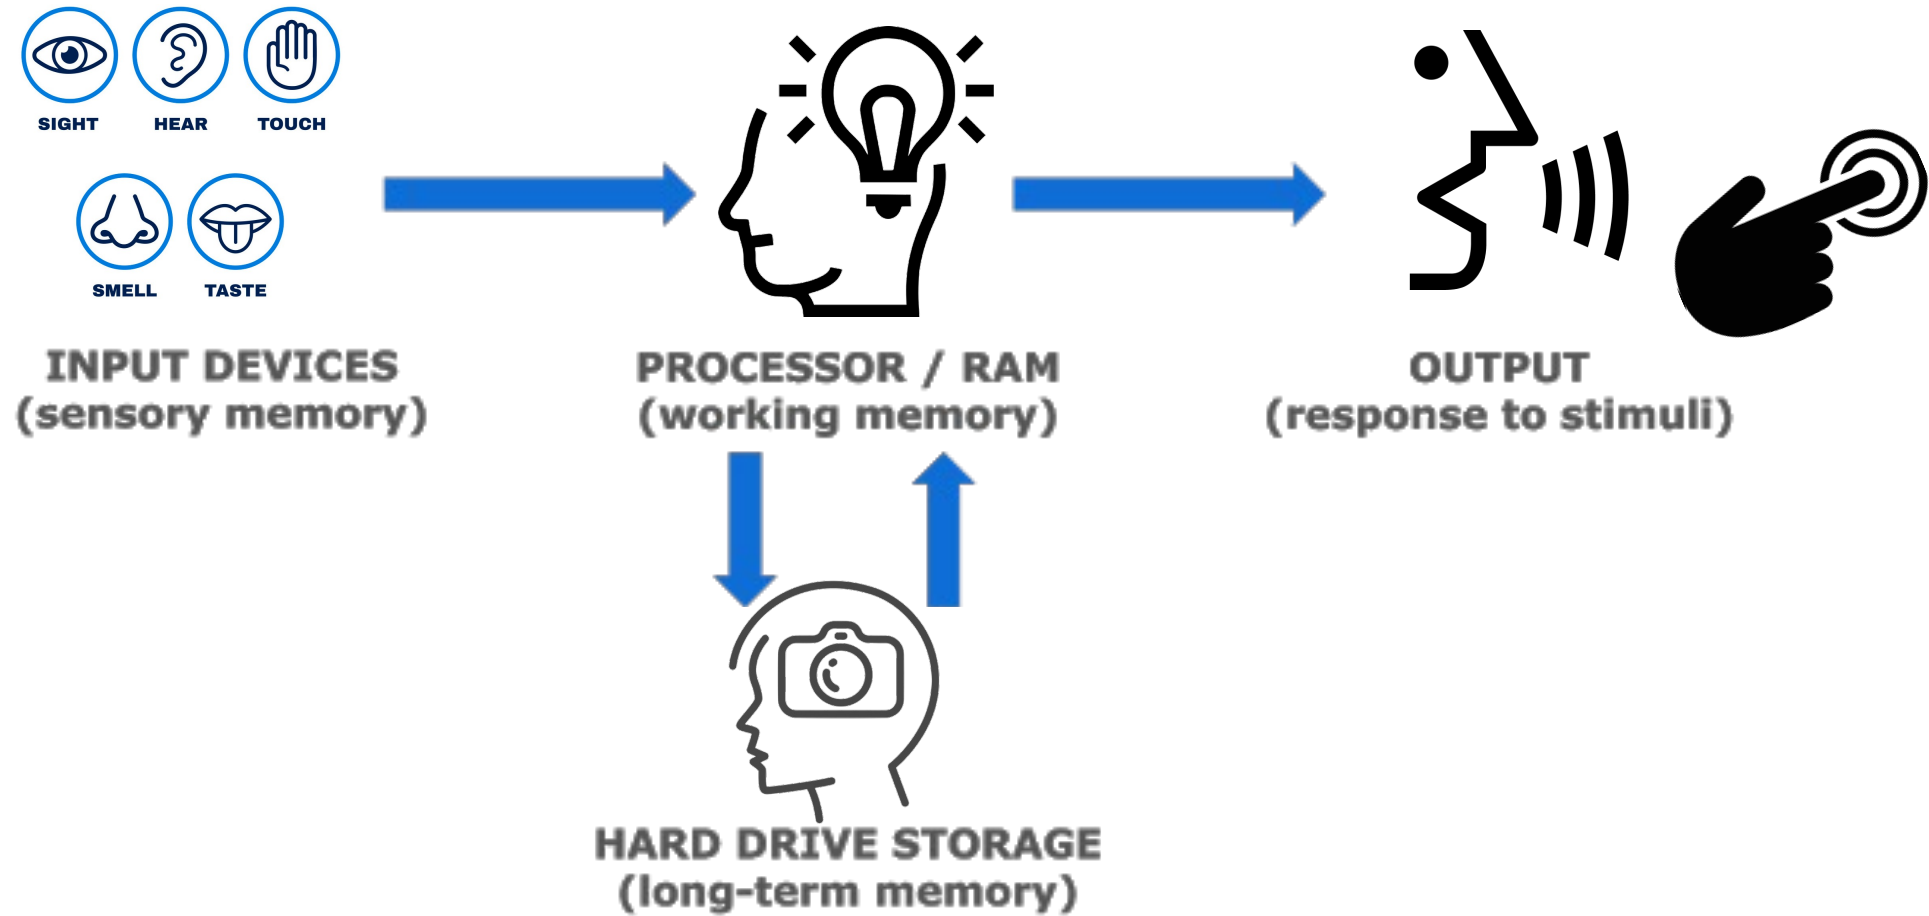 SIGHT HEAR TOUCH
SMELL TASTE
INPUT DEVICES
(sensory memory)
PROCESSOR / RAM
(working memory)
OUTPUT
(response to stimuli)
HARD DRIVE STORAGE
(long-term memory)